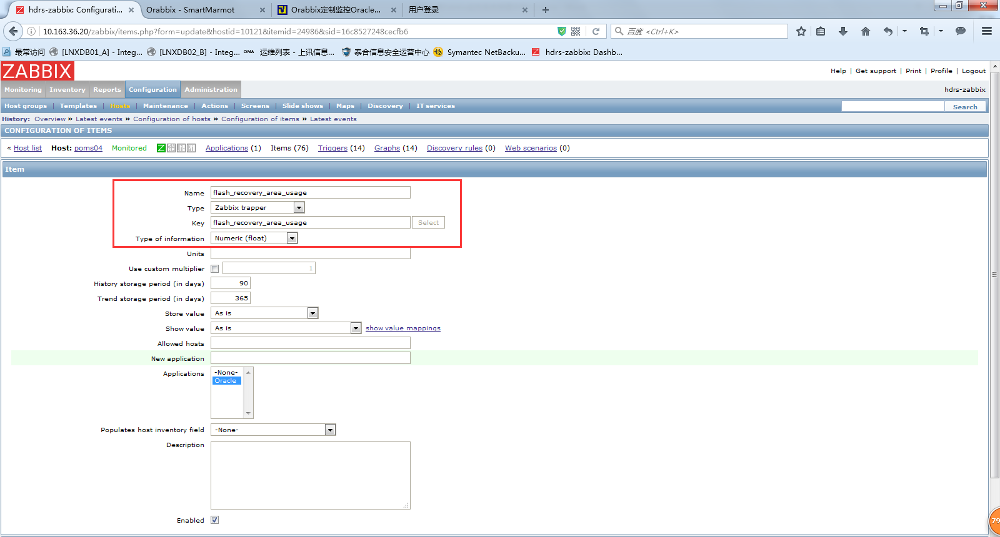 hdrs-zabbix: Configurati... × Orabbix - SmartMarmot × Orabbix定制监控Oracle... × 用户登录 × +
10.163.36.20/zabbix/items.php?form=update&hostid=10121&itemid=24986&sid=16c8527248cecfb6 百度 <Ctrl+K>
最常访问 [LNXDB01_A] - Integ... [LNXDB02_B] - Integ... OMA 运维列表 - 上讯信息... 泰合信息安全运营中心 Symantec NetBacku... hdrs-zabbix: Dashb...
ZABBIX
Help | Get support | Print | Profile | Logout
Monitoring Inventory Reports Configuration Administration hdrs-zabbix
Host groups | Templates | Hosts | Maintenance | Actions | Screens | Slide shows | Maps | Discovery | IT services Search
History: Overview » Latest events » Configuration of hosts » Configuration of items » Latest events
CONFIGURATION OF ITEMS
« Host list Host: poms04 Monitored Applications (1) Items (76) Triggers (14) Graphs (14) Discovery rules (0) Web scenarios (0)
Item
Name flash_recovery_area_usage
Type Zabbix trapper
Key flash_recovery_area_usage Select
Type of information Numeric (float)
Units
Use custom multiplier 1
History storage period (in days) 90
Trend storage period (in days) 365
Store value As is
Show value As is show value mappings
Allowed hosts
New application
Applications -None-
Oracle
Populates host inventory field -None-
Description
Enabled
79